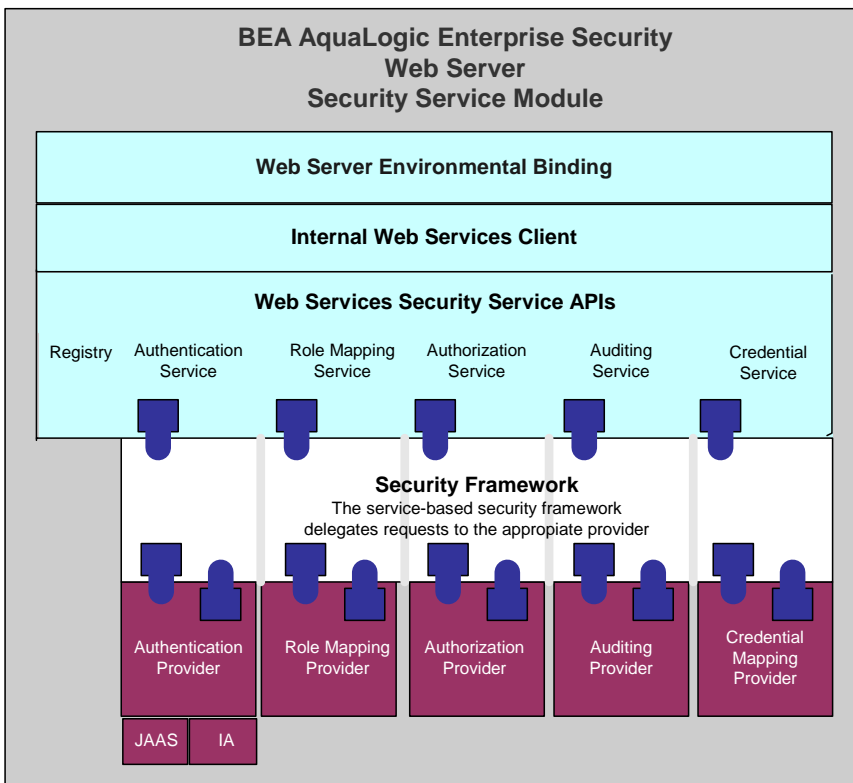 BEA AquaLogic Enterprise Security
Web Server
Security Service Module
Web Server Environmental Binding
Internal Web Services Client
Web Services Security Service APIs
Registry
Authentication
Service
Role Mapping
Service
Authorization
Service
Auditing
Service
Credential
Service
Security Framework
The service-based security framework
delegates requests to the appropiate provider
Authentication
Provider
Role Mapping
Provider
Authorization
Provider
Auditing
Provider
Credential
Mapping
Provider
JAAS
IA